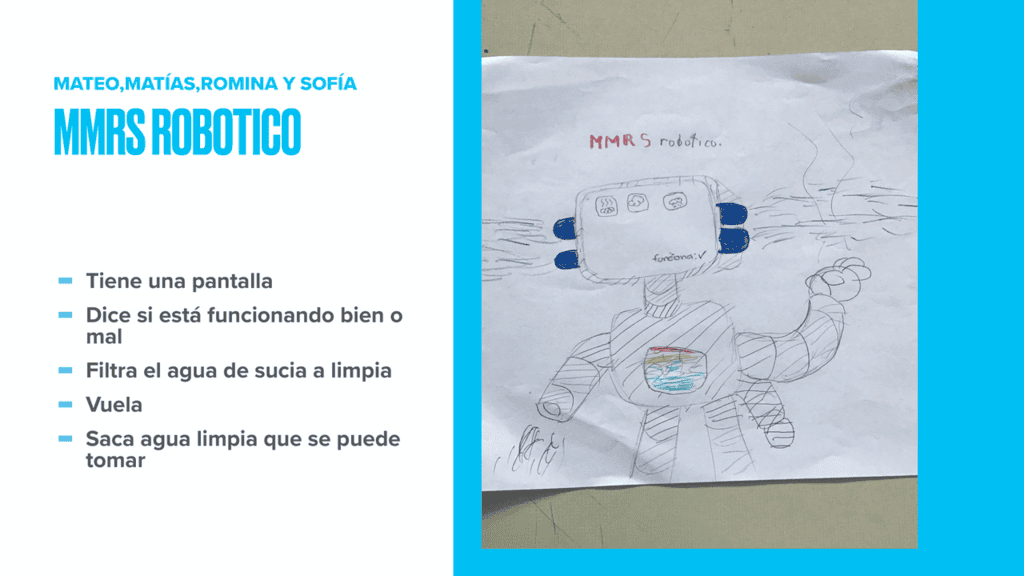 MATEO,MATÍAS,ROMINA Y SOFÍA
MMRS ROBOTICO
Tiene una pantalla
Dice si está funcionando bien o
mal
Filtra el agua de sucia a limpia
Vuela
Saca agua limpia que se puede
tomar
MMRS robotico.
funciona:✓